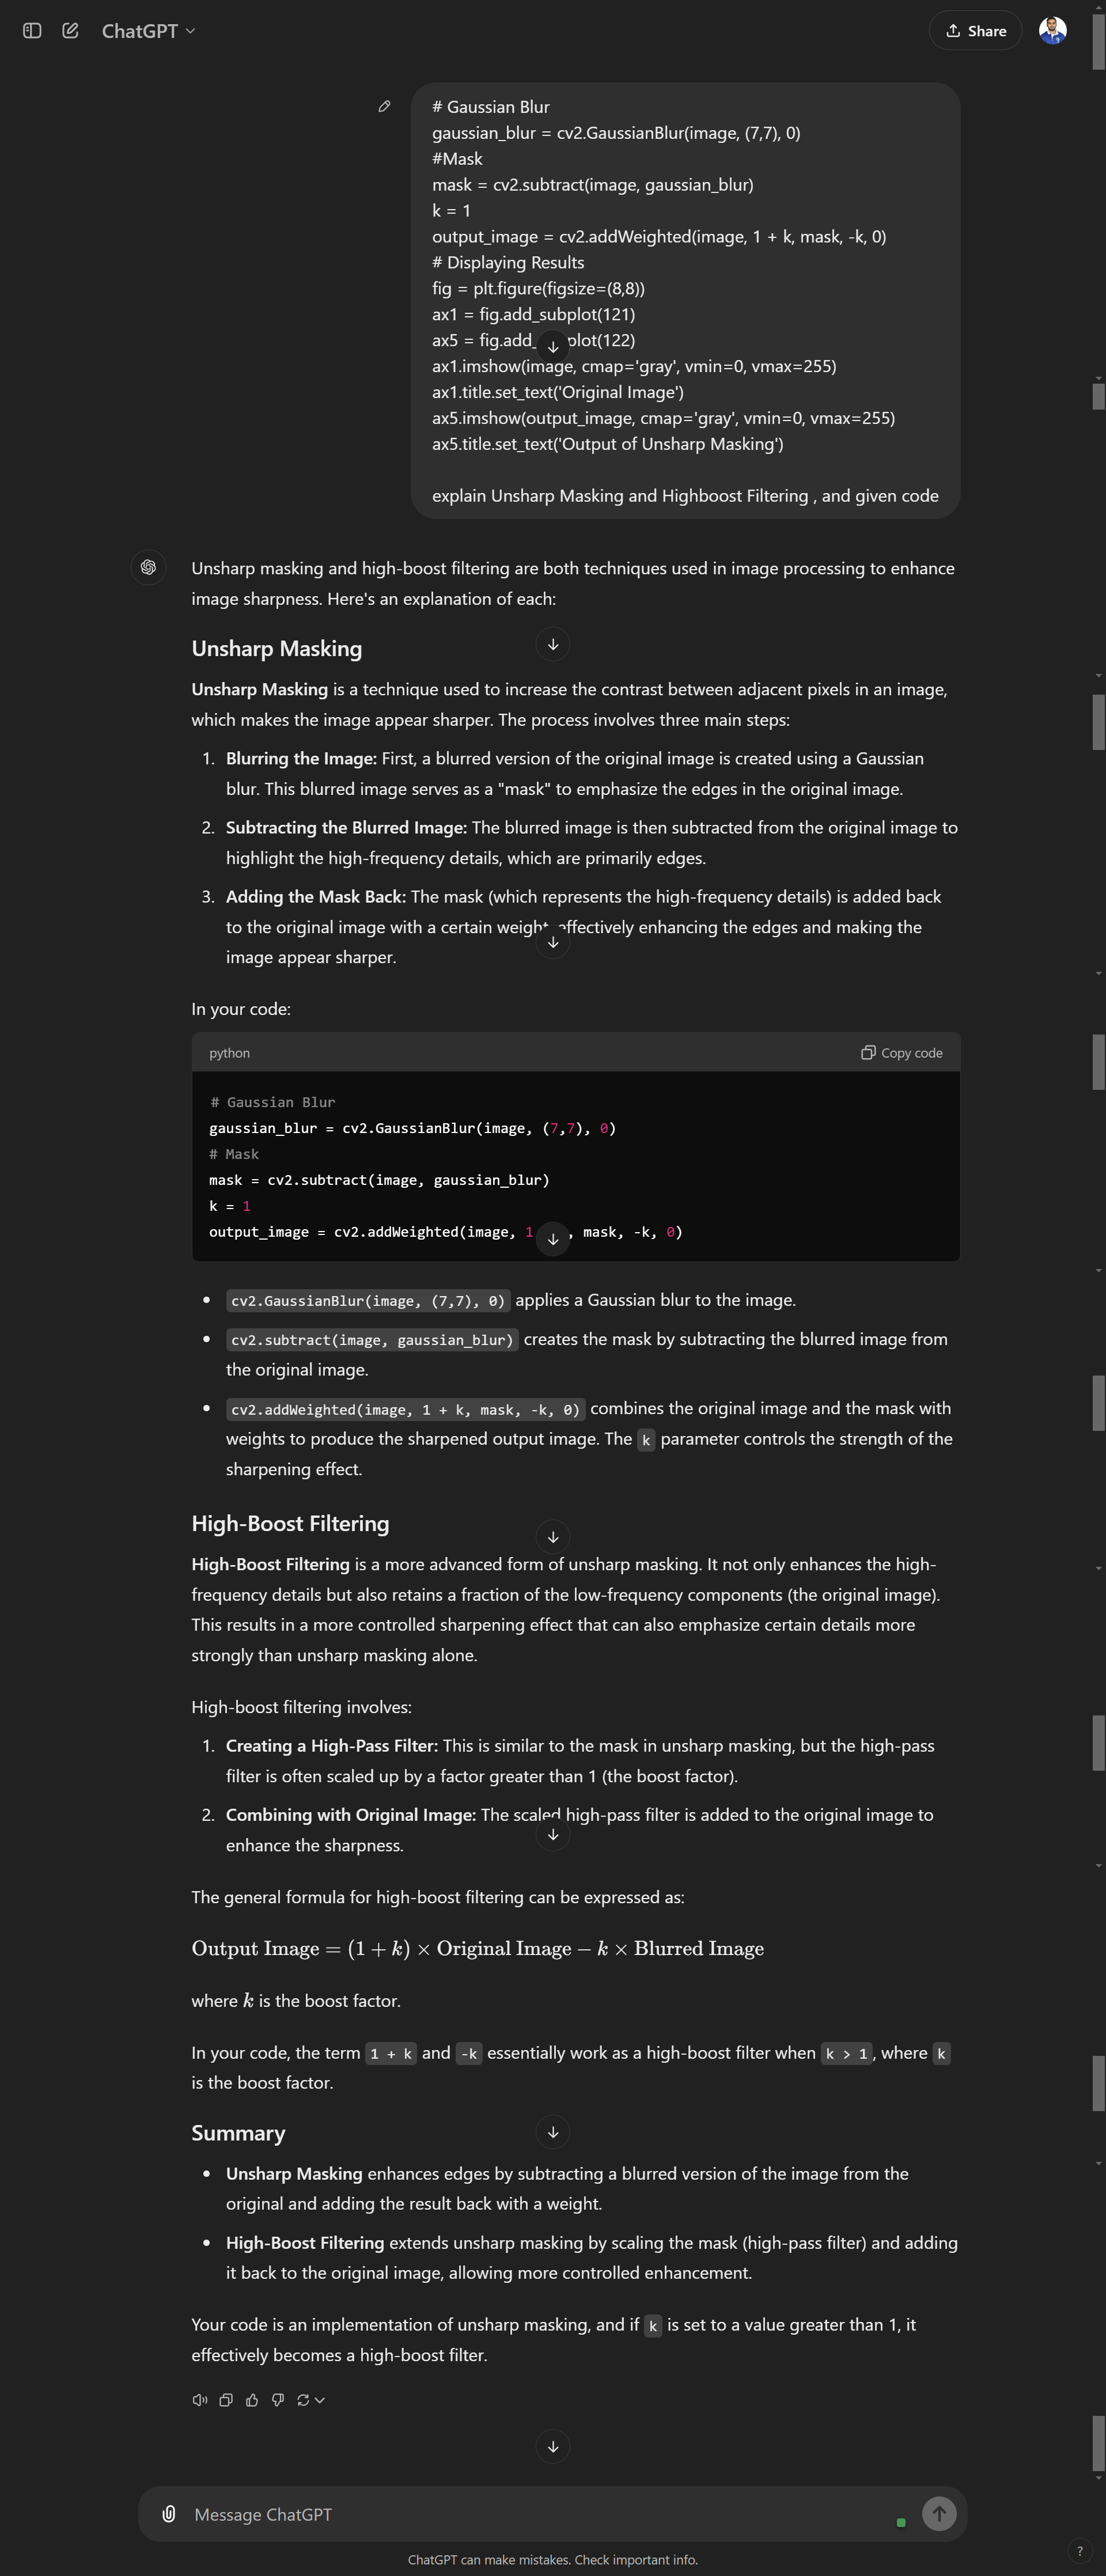 ChatGPT
Share
# Gaussian Blur
gaussian_blur = cv2.GaussianBlur(image, (7,7), 0)
#Mask
mask = cv2.subtract(image, gaussian_blur)
k = 1
output_image = cv2.addWeighted(image, 1 + k, mask, -k, 0)
# Displaying Results
fig = plt.figure(figsize=(8,8))
ax1 = fig.add_subplot(121)
ax5 = fig.add_ plot(122)
ax1.imshow(image, cmap='gray', vmin=0, vmax=255)
ax1.title.set_text('Original Image')
ax5.imshow(output_image, cmap='gray', vmin=0, vmax=255)
ax5.title.set_text('Output of Unsharp Masking')
explain Unsharp Masking and Highboost Filtering , and given code
Unsharp masking and high-boost filtering are both techniques used in image processing to enhance
image sharpness. Here's an explanation of each:
Unsharp Masking
Unsharp Masking is a technique used to increase the contrast between adjacent pixels in an image,
which makes the image appear sharper. The process involves three main steps:
1. Blurring the Image: First, a blurred version of the original image is created using a Gaussian
blur. This blurred image serves as a "mask" to emphasize the edges in the original image.
2. Subtracting the Blurred Image: The blurred image is then subtracted from the original image to
highlight the high-frequency details, which are primarily edges.
3. Adding the Mask Back: The mask (which represents the high-frequency details) is added back
to the original image with a certain weight, effectively enhancing the edges and making the
image appear sharper.
In your code:
python
Copy code
# Gaussian Blur
gaussian_blur = cv2.GaussianBlur(image, (7,7), 0)
# Mask
mask = cv2.subtract(image, gaussian_blur)
k = 1
output_image = cv2.addWeighted(image, 1 , mask, -k, 0)
• cv2.GaussianBlur(image, (7,7), 0) applies a Gaussian blur to the image.
• cv2.subtract(image, gaussian_blur) creates the mask by subtracting the blurred image from
the original image.
• cv2.addWeighted(image, 1 + k, mask, -k, 0) combines the original image and the mask with
weights to produce the sharpened output image. The k parameter controls the strength of the
sharpening effect.
High-Boost Filtering
High-Boost Filtering is a more advanced form of unsharp masking. It not only enhances the high-
frequency details but also retains a fraction of the low-frequency components (the original image).
This results in a more controlled sharpening effect that can also emphasize certain details more
strongly than unsharp masking alone.
High-boost filtering involves:
1. Creating a High-Pass Filter: This is similar to the mask in unsharp masking, but the high-pass
filter is often scaled up by a factor greater than 1 (the boost factor).
2. Combining with Original Image: The scaled high-pass filter is added to the original image to
enhance the sharpness.
The general formula for high-boost filtering can be expressed as:
Output Image = (1 + k) × Original Image − k × Blurred Image
where k is the boost factor.
In your code, the term 1 + k and -k essentially work as a high-boost filter when k > 1, where k
is the boost factor.
Summary
• Unsharp Masking enhances edges by subtracting a blurred version of the image from the
original and adding the result back with a weight.
• High-Boost Filtering extends unsharp masking by scaling the mask (high-pass filter) and adding
it back to the original image, allowing more controlled enhancement.
Your code is an implementation of unsharp masking, and if k is set to a value greater than 1, it
effectively becomes a high-boost filter.
Message ChatGPT
ChatGPT can make mistakes. Check important info.
?